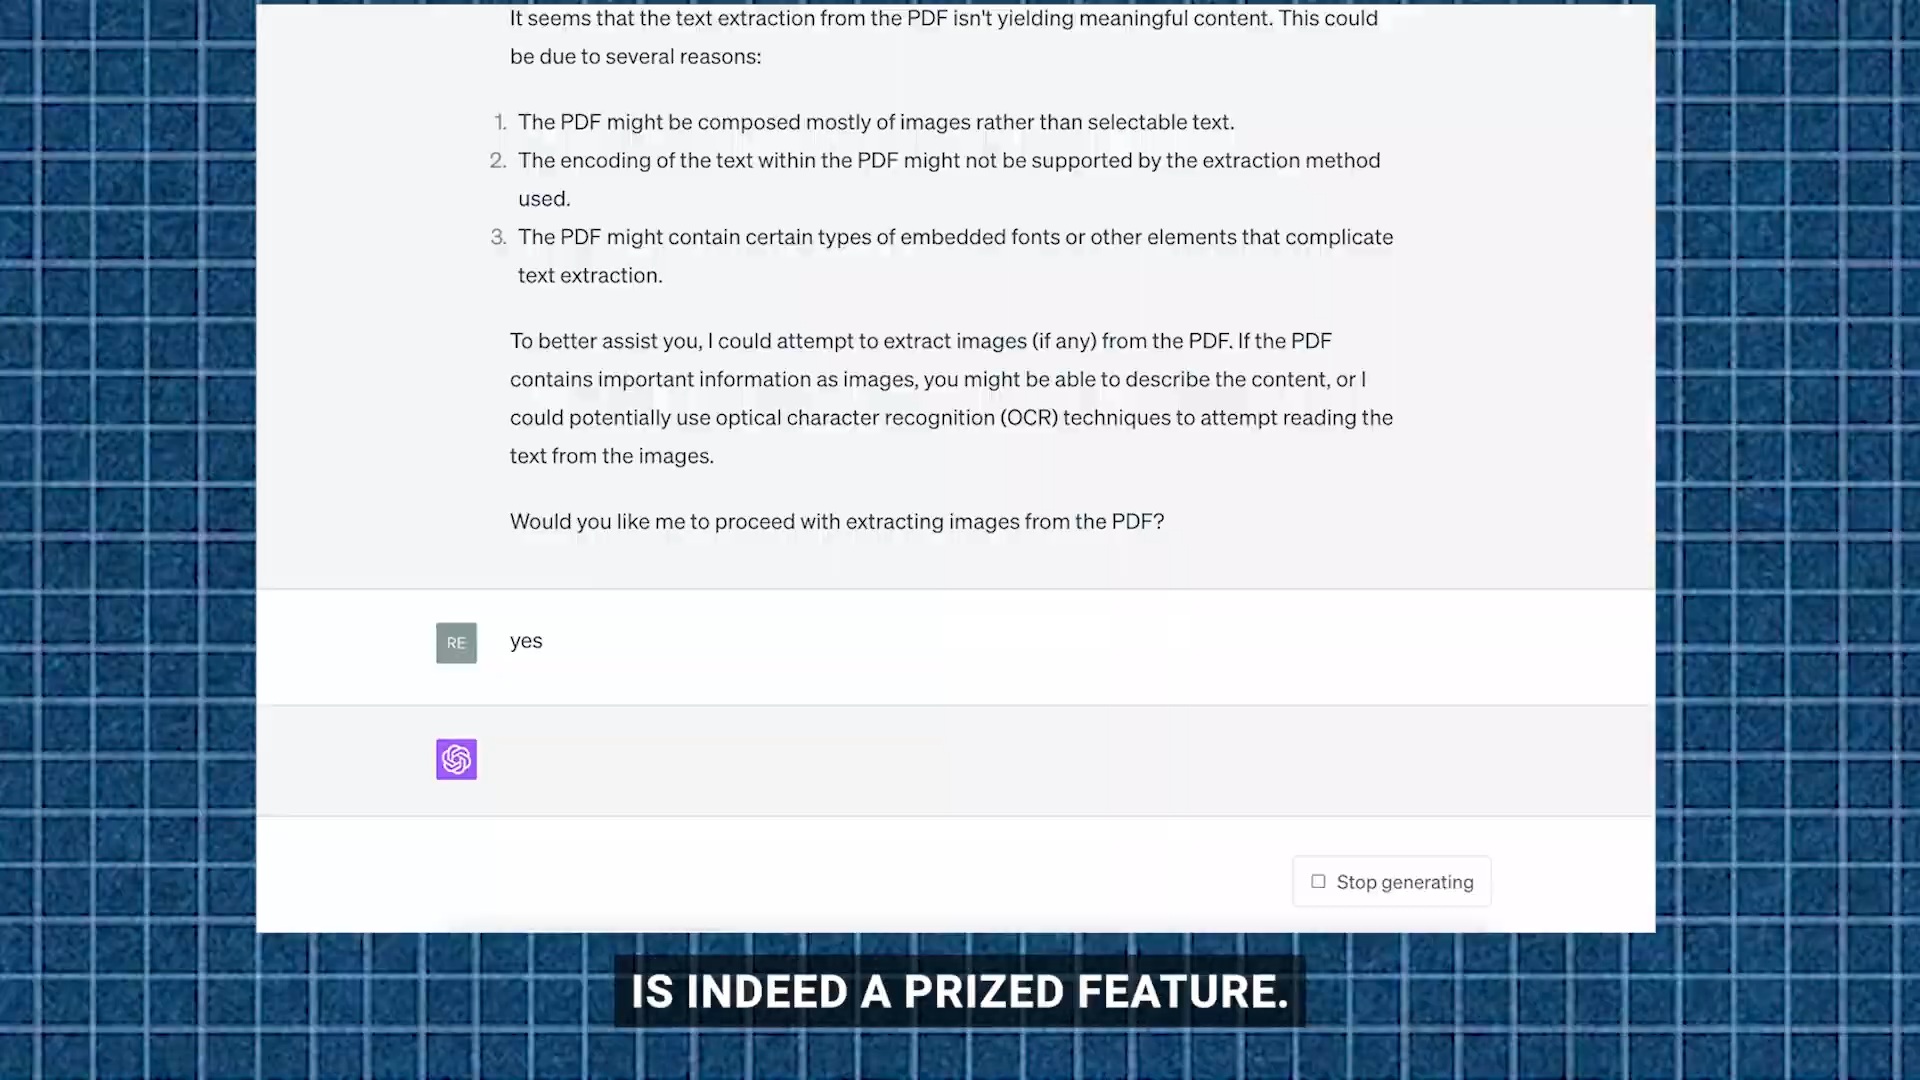 It seems that the text extraction from the PDF isn't yielding meaningful content. This could
be due to several reasons:
1. The PDF might be composed mostly of images rather than selectable text.
2. The encoding of the text within the PDF might not be supported by the extraction method
used.
3. The PDF might contain certain types of embedded fonts or other elements that complicate
text extraction.
To better assist you, I could attempt to extract images (if any) from the PDF. If the PDF
contains important information as images, you might be able to describe the content, or I
could potentially use optical character recognition (OCR) techniques to attempt reading the
text from the images.
Would you like me to proceed with extracting images from the PDF?
RE
yes
Stop generating
IS INDEED A PRIZED FEATURE.